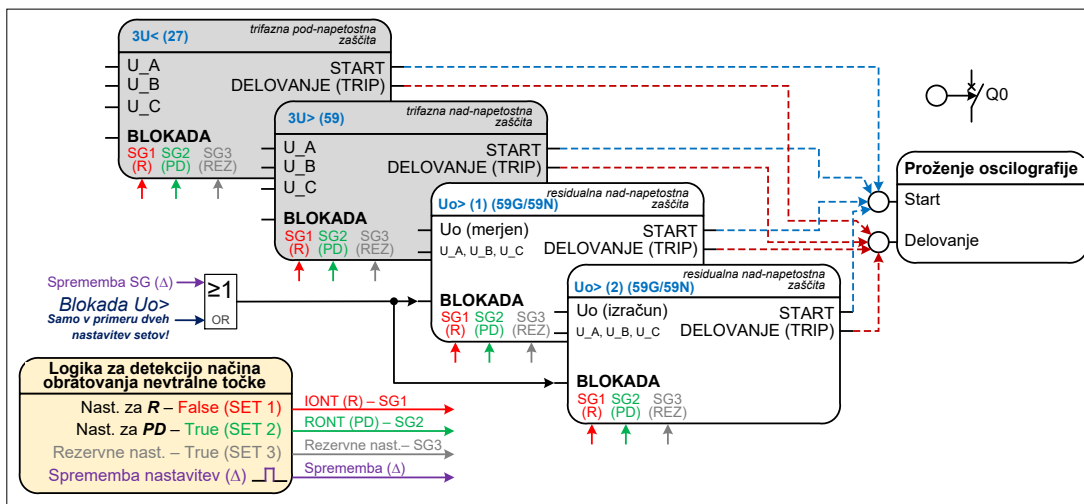 3U< (27)
trifazna pod-napetostna
zaščita
U_A
U_B
U_C
START
DELOVANJE (TRIP)
BLOKADA
SG1
(R)
SG2
(PD)
SG3
(REZ)
3U> (59)
trifazna nad-napetostna
zaščita
U_A
U_B
U_C
START
DELOVANJE (TRIP)
BLOKADA
SG1
(R)
SG2
(PD)
SG3
(REZ)
Uo> (1) (59G/59N)
residualna nad-napetostna
zaščita
Uo (merjen)
U_A, U_B, U_C
START
DELOVANJE (TRIP)
BLOKADA
SG1
(R)
SG2
(PD)
SG3
(REZ)
Uo> (2) (59G/59N)
residualna nad-napetostna
zaščita
Uo (izračun)
U_A, U_B, U_C
START
DELOVANJE (TRIP)
BLOKADA
SG1
(R)
SG2
(PD)
SG3
(REZ)
Q0
Proženje oscilografije
Start
Delovanje
Sprememba SG (Δ)
Blokada Uo>
Samo v primeru dveh
nastavitev setov!
≥1
OR
Logika za detekcijo načina
obratovanja nevtralne točke
Nast. za R – False (SET 1)
Nast. za PD – True (SET 2)
Rezervne nast. – True (SET 3)
Sprememba nastavitev (Δ)
IONT (R) – SG1
RONT (PD) – SG2
Rezervne nast.– SG3
Sprememba (Δ)